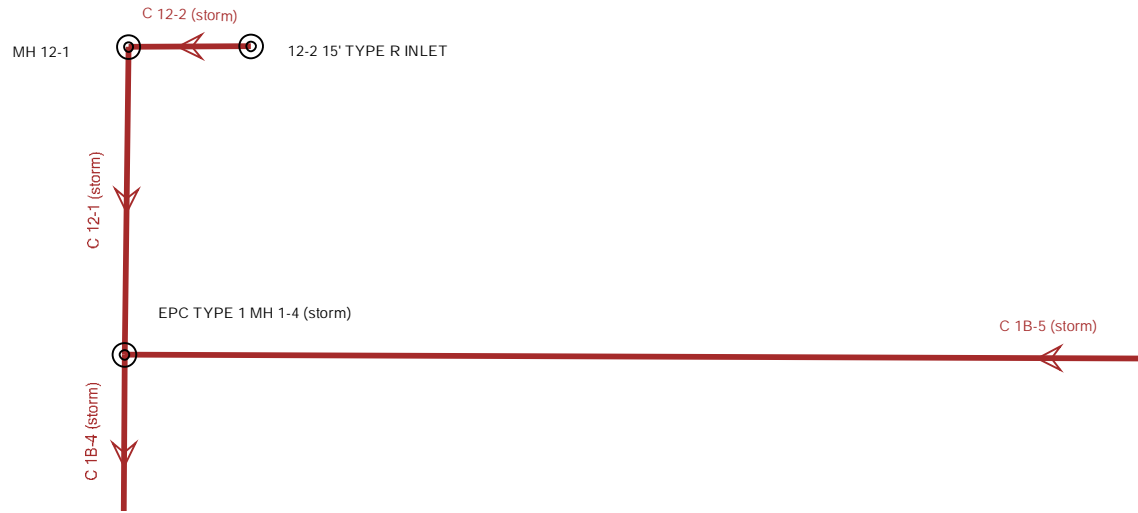 C 12-2 (storm)
MH 12-1
12-2 15' TYPE R INLET
C 12-1 (storm)
EPC TYPE 1 MH 1-4 (storm)
C 1B-5 (storm)
C 1B-4 (storm)